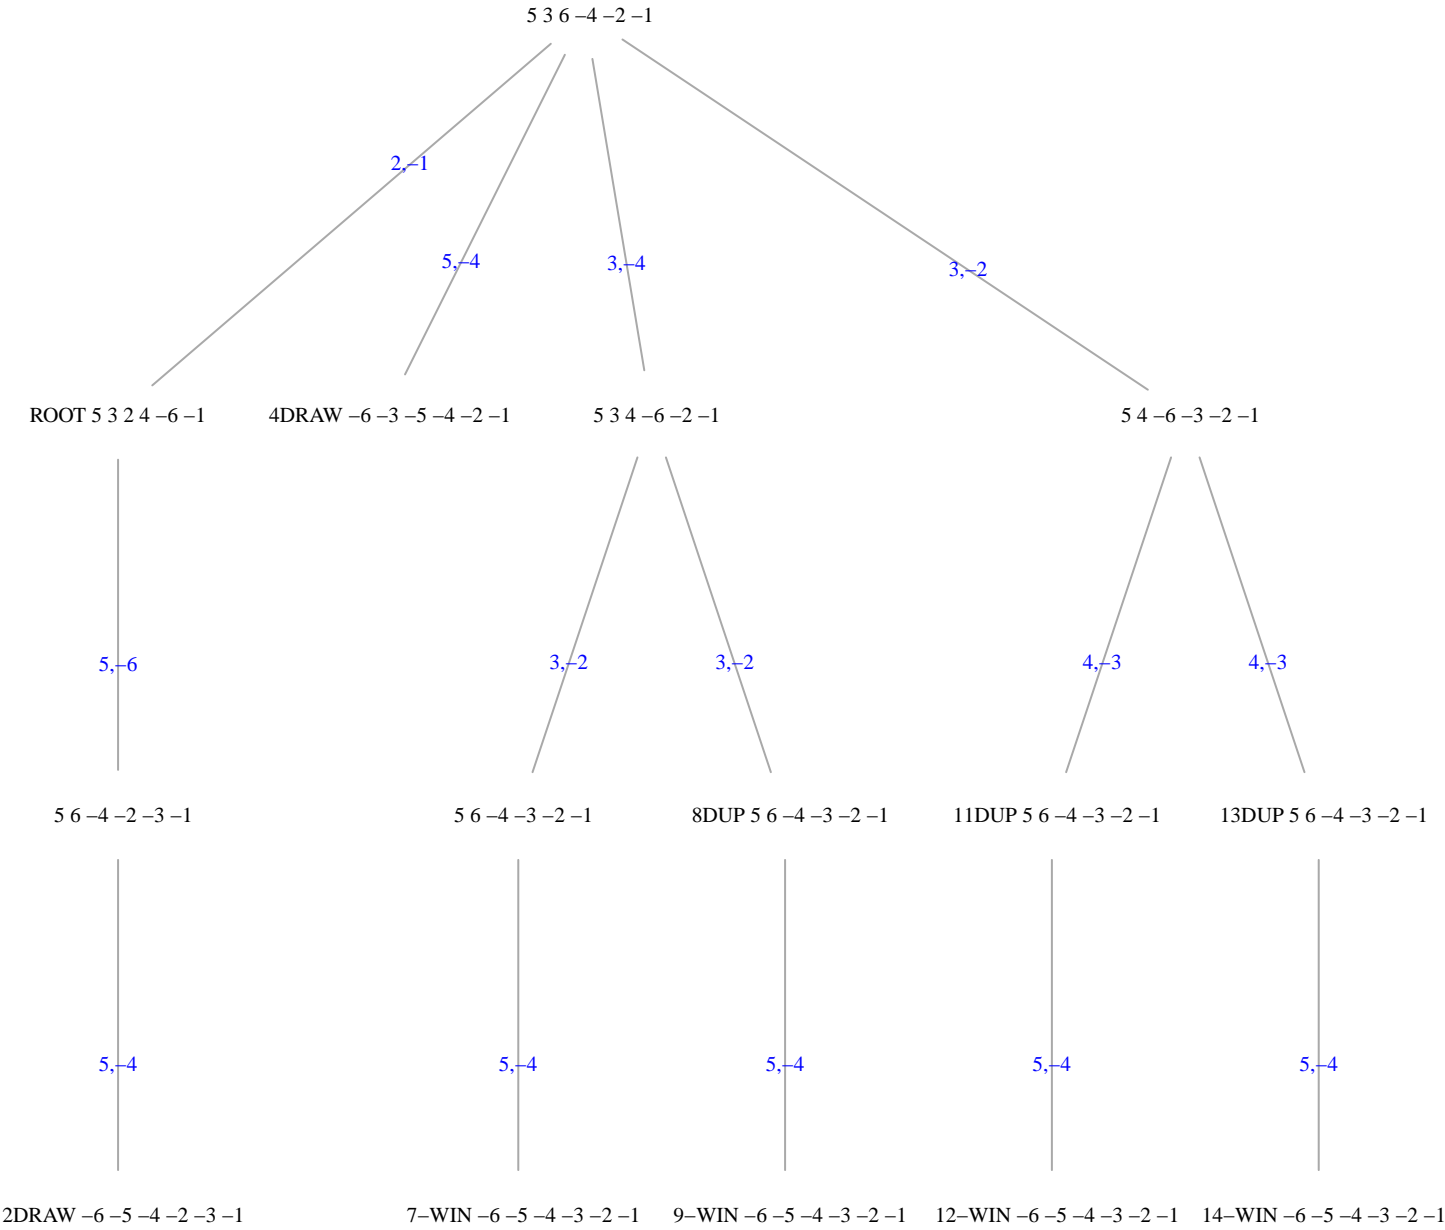 5 3 6 –4 –2 –1
2,–1
5,–4
3,–4
3,–2
ROOT 5 3 2 4 –6 –1
4DRAW –6 –3 –5 –4 –2 –1
5 3 4 –6 –2 –1
5 4 –6 –3 –2 –1
5,–6
3,–2
3,–2
4,–3
4,–3
5 6 –4 –2 –3 –1
5 6 –4 –3 –2 –1
8DUP 5 6 –4 –3 –2 –1
11DUP 5 6 –4 –3 –2 –1
13DUP 5 6 –4 –3 –2 –1
5,–4
5,–4
5,–4
5,–4
5,–4
2DRAW –6 –5 –4 –2 –3 –1
7–WIN –6 –5 –4 –3 –2 –1
9–WIN –6 –5 –4 –3 –2 –1
12–WIN –6 –5 –4 –3 –2 –1
14–WIN –6 –5 –4 –3 –2 –1